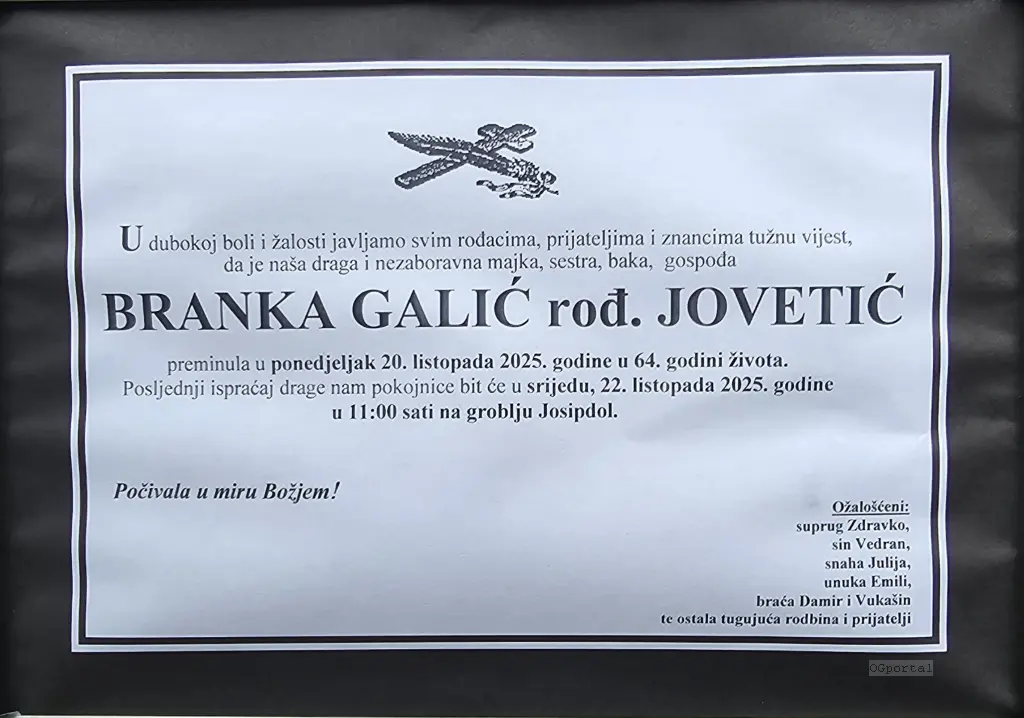 U dubokoj boli i žalosti javljamo svim rođacima, prijateljima i znancima tužnu vijest,
da je naša draga i nezaboravna majka, sestra, baka, gospođa
BRANKA GALIĆ rođ. JOVETIĆ
preminula u ponedjeljak 20. listopada 2025. godine u 64. godini života.
Posljednji ispraćaj drage nam pokojnice bit će u srijedu, 22. listopada 2025. godine
u 11:00 sati na groblju Josipdol.
Počivala u miru Božjem!
Ožalošćeni:
suprug Zdravko,
sin Vedran,
snaha Julija,
unuka Emili,
braća Damir i Vukašin
te ostala tugujuća rodbina i prijatelji
OGportal